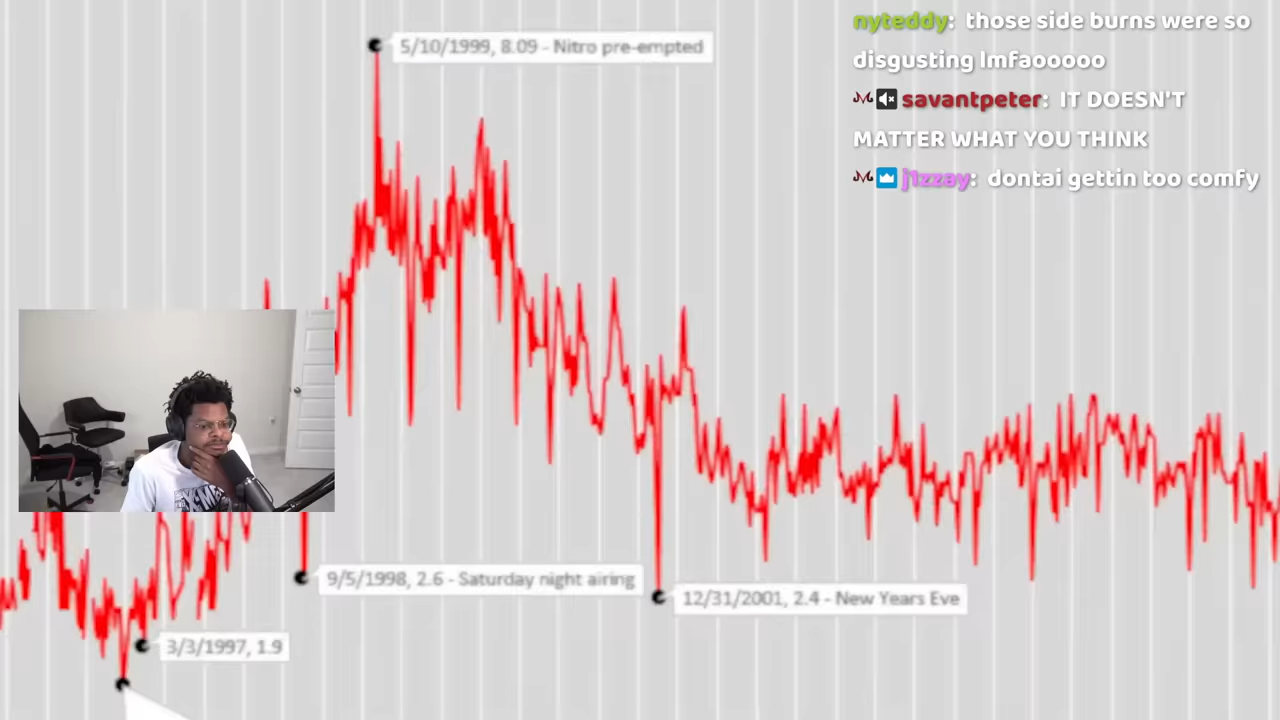 nyteddy: those side burns were so
disgusting lmfaooooo
savantpeter: IT DOESN'T
MATTER WHAT YOU THINK
j1zzay: dontai gettin too comfy
5/10/1999, 8.09 - Nitro pre-empted
9/5/1998, 2.6 - Saturday night airing
12/31/2001, 2.4 - New Years Eve
3/3/1997, 1.9
X-ME